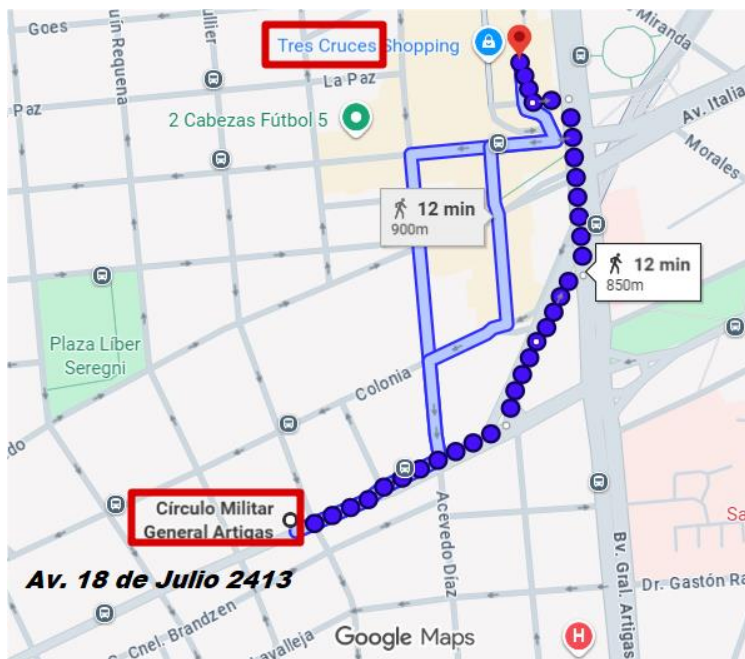 Goes
quín Requena
ullier
Tres Cruces Shopping
Miranda
La Paz
Paz
2 Cabezas Fútbol 5
Av. Italia
Morales
12 min
900m
12 min
850m
Plaza Líber
Seregni
Colonia
do
Círculo Militar
General Artigas
Acevedo Díaz
Sa
Av. 18 de Julio 2413
Bv. Gral. Artigas
Dr. Gastón Ra
C. Cnel. Brandzen
avalleja
Google Maps
H